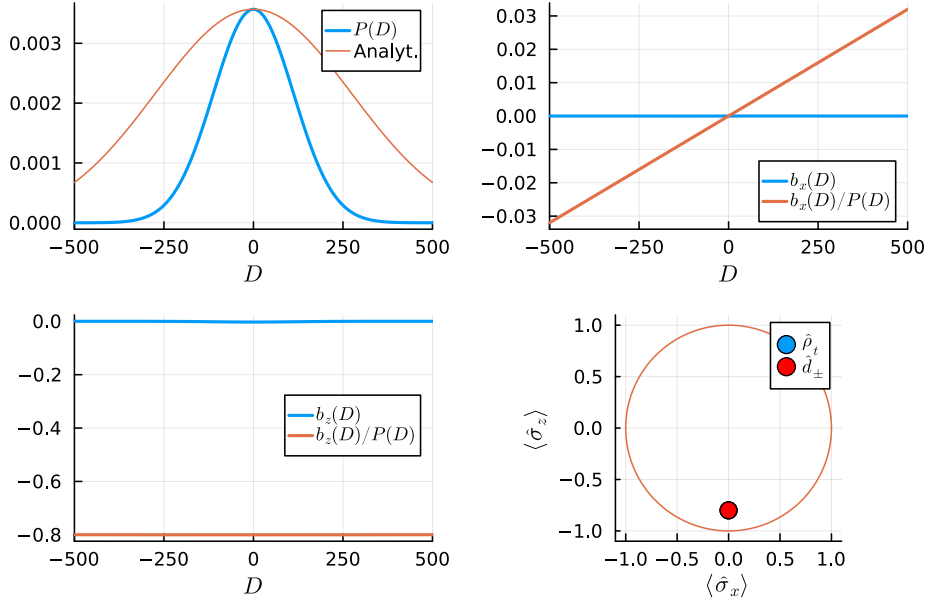 0.003
0.002
0.001
0.000
P(D)
Analyt.
−500 −250 0 250 500
D
0.03
0.02
0.01
0.00
−0.01
−0.02
−0.03
b_x(D)
b_x(D)/P(D)
−500 −250 0 250 500
D
0.0
−0.2
−0.4
−0.6
−0.8
b_z(D)
b_z(D)/P(D)
−500 −250 0 250 500
D
⟨σ̂_z⟩
1.0
0.5
0.0
−0.5
−1.0
ρ̂_t
d̂_±
−1.0 −0.5 0.0 0.5 1.0
⟨σ̂_x⟩